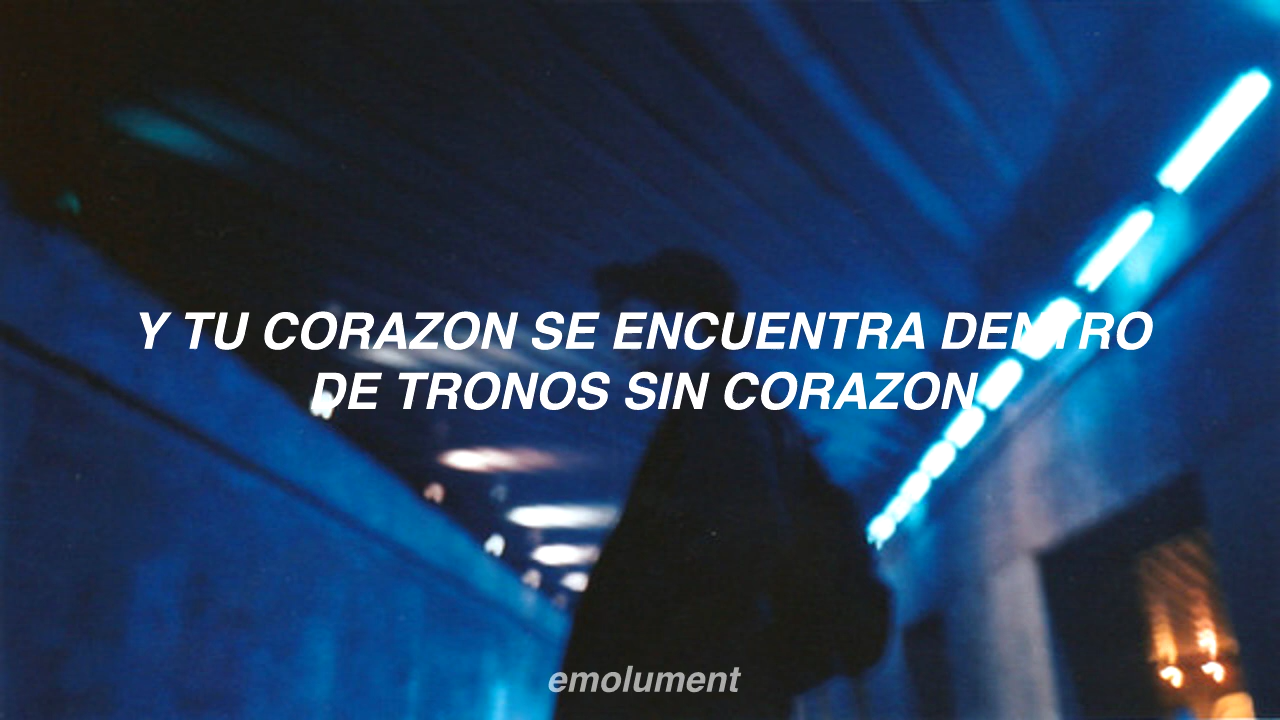 Y TU CORAZON SE ENCUENTRA DENTRO
DE TRONOS SIN CORAZON
emolument